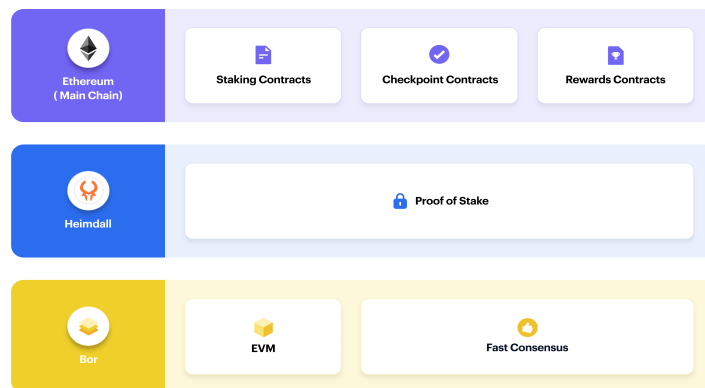 Ethereum
( Main Chain)
Staking Contracts
Checkpoint Contracts
Rewards Contracts
Heimdall
Proof of Stake
Bor
EVM
Fast Consensus